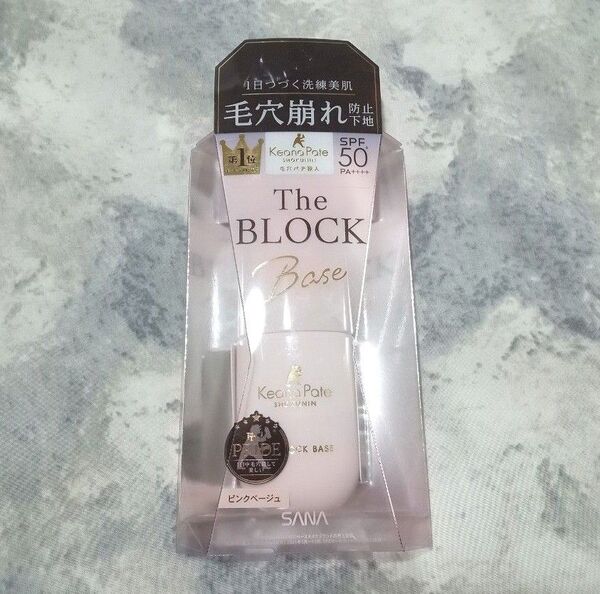 1日つづく洗練美肌
毛穴崩れ防止下地
第1位
Keana Pate
SHOKUNIN
毛穴パテ職人
SPF
50+
PA++++
The
BLOCK
Base
Keana Pate
SHOKUNIN
OCK BASE
PRIDE
ピンクベージュ
SANA